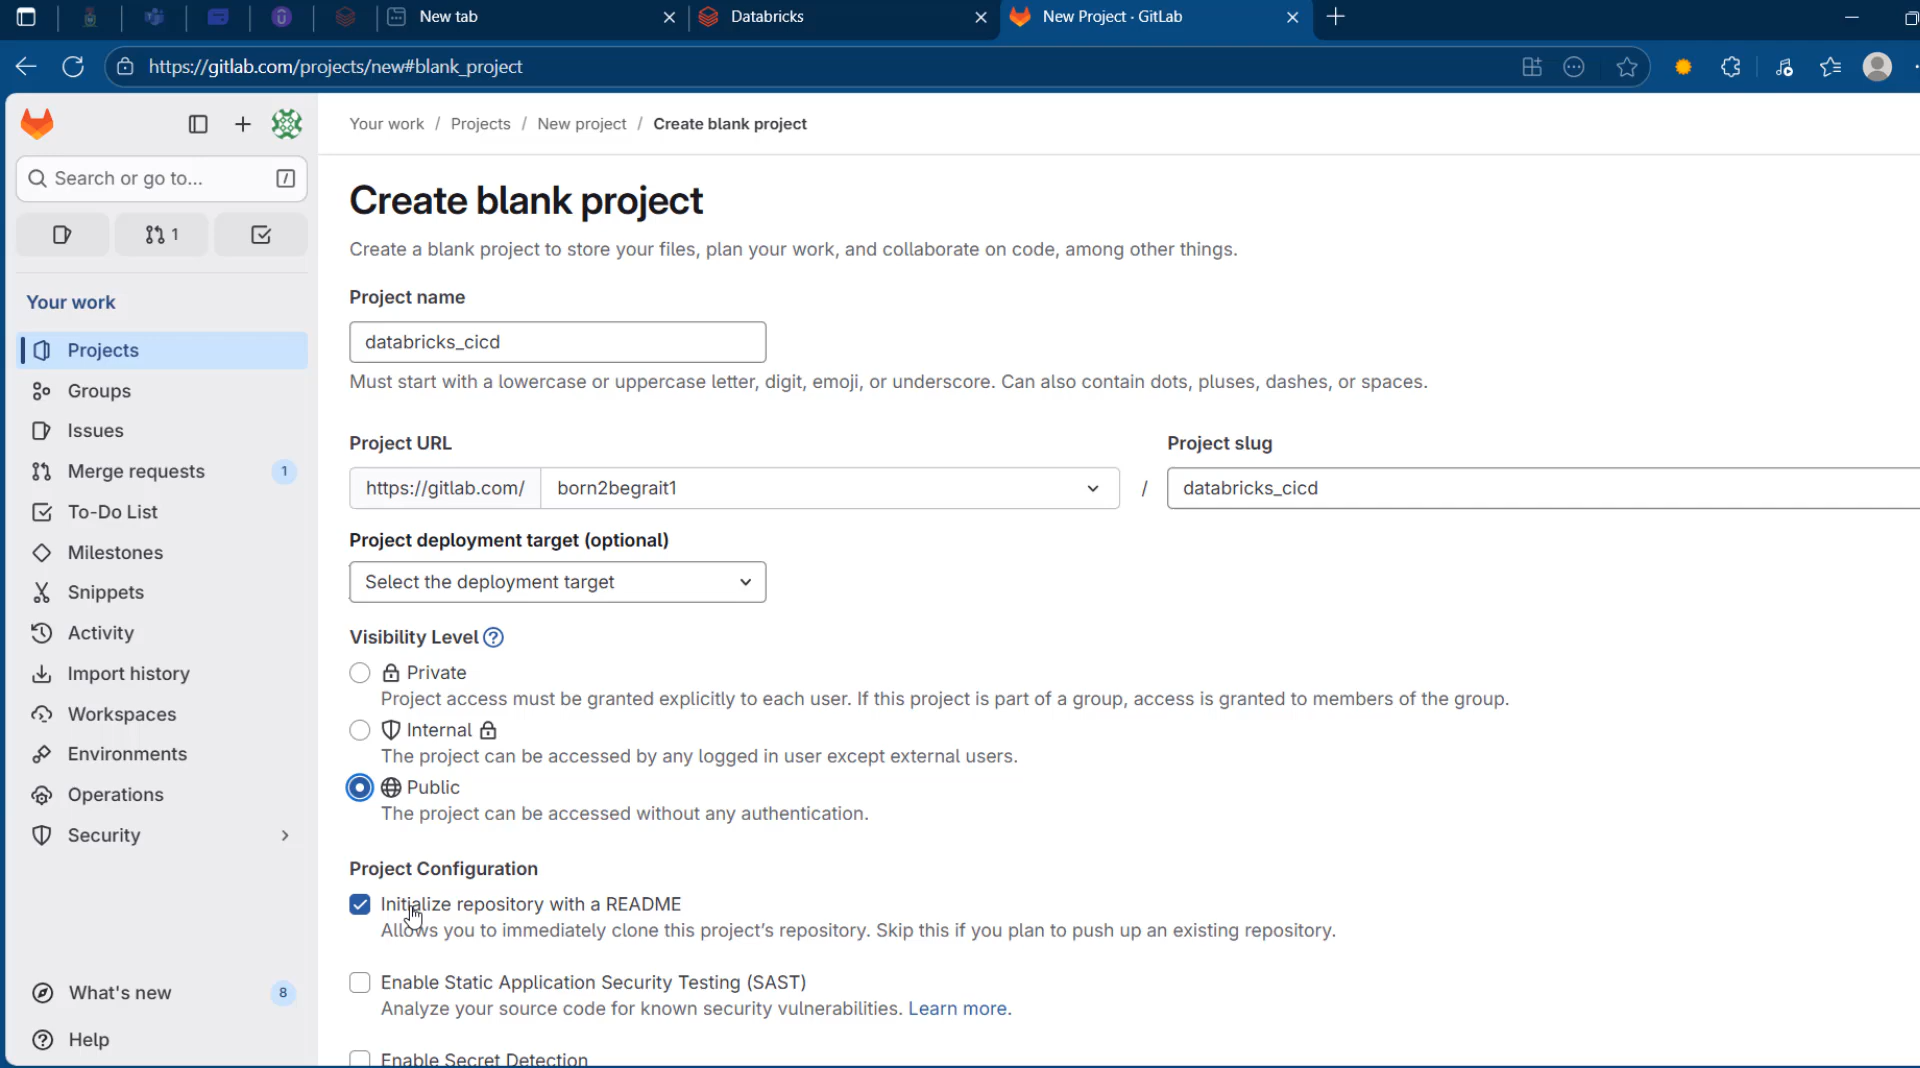 New tab
Databricks
New Project · GitLab
https://gitlab.com/projects/new#blank_project
Your work / Projects / New project / Create blank project
Search or go to...
/
1
Your work
Projects
Groups
Issues
Merge requests 1
To-Do List
Milestones
Snippets
Activity
Import history
Workspaces
Environments
Operations
Security
What's new 8
Help
Create blank project
Create a blank project to store your files, plan your work, and collaborate on code, among other things.
Project name
databricks_cicd
Must start with a lowercase or uppercase letter, digit, emoji, or underscore. Can also contain dots, pluses, dashes, or spaces.
Project URL
https://gitlab.com/ born2begrait1
/
Project slug
databricks_cicd
Project deployment target (optional)
Select the deployment target
Visibility Level ?
Private
Project access must be granted explicitly to each user. If this project is part of a group, access is granted to members of the group.
Internal
The project can be accessed by any logged in user except external users.
Public
The project can be accessed without any authentication.
Project Configuration
Initialize repository with a README
Allows you to immediately clone this project's repository. Skip this if you plan to push up an existing repository.
Enable Static Application Security Testing (SAST)
Analyze your source code for known security vulnerabilities. Learn more.
Enable Secret Detection